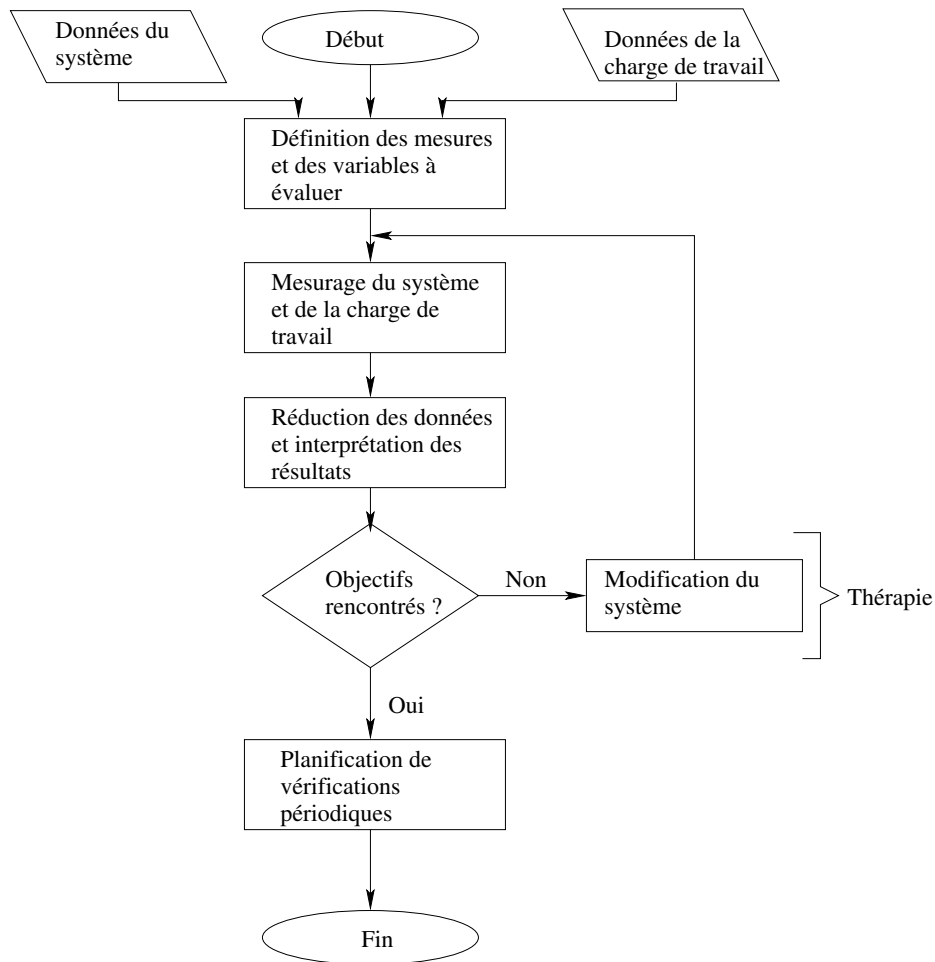 Données du
système
Début
Données de la
charge de travail
Définition des mesures
et des variables à
évaluer
Mesurage du système
et de la charge de
travail
Réduction des données
et interprétation des
résultats
Objectifs
rencontrés ?
Non
Modification du
système
Thérapie
Oui
Planification de
vérifications
périodiques
Fin